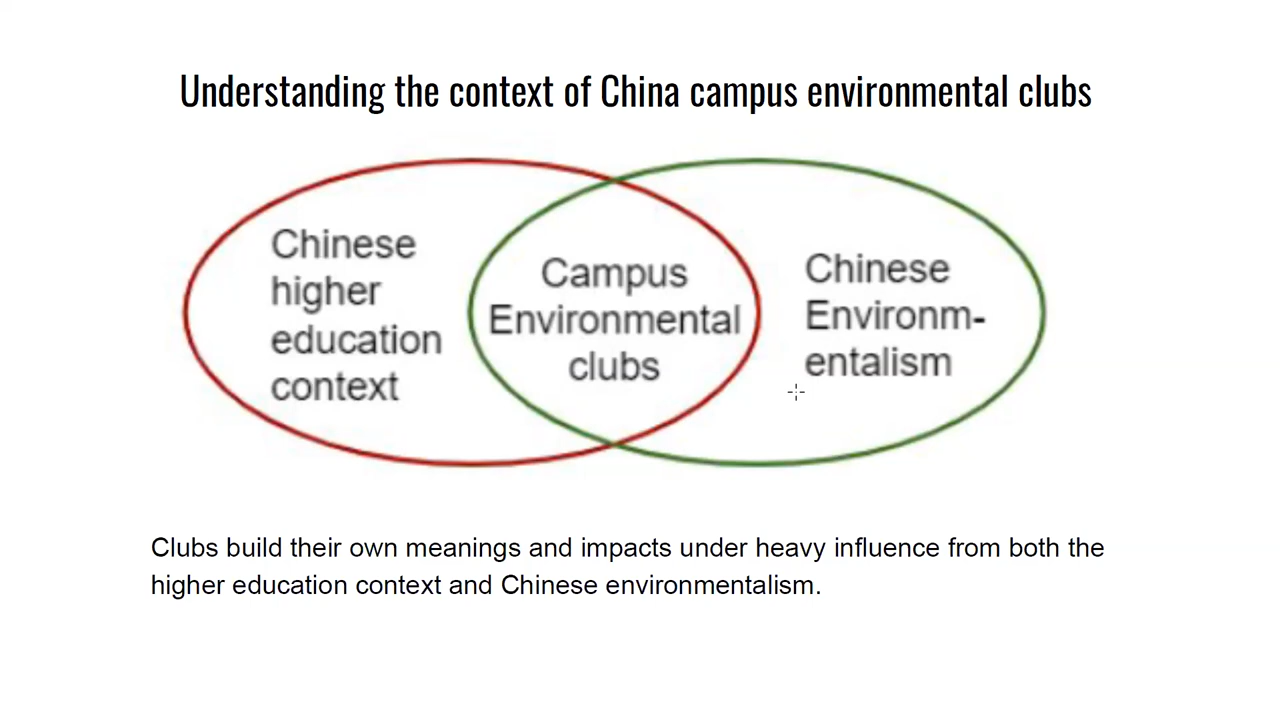 Understanding the context of China campus environmental clubs
Chinese
higher
education
context
Campus
Environmental
clubs
Chinese
Environm-
entalism
Clubs build their own meanings and impacts under heavy influence from both the
higher education context and Chinese environmentalism.